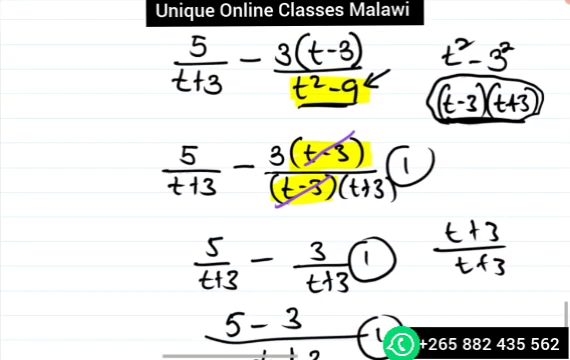 Unique Online Classes Malawi
5/(t+3) − 3(t-3)/(t²-9)
t²-3²
(t-3)(t+3)
5/(t+3) − 3(t-3)/((t-3)(t+3)) 1
5/(t+3) − 3/(t+3) 1
(t+3)/(t+3)
5-3 1
+265 882 435 562